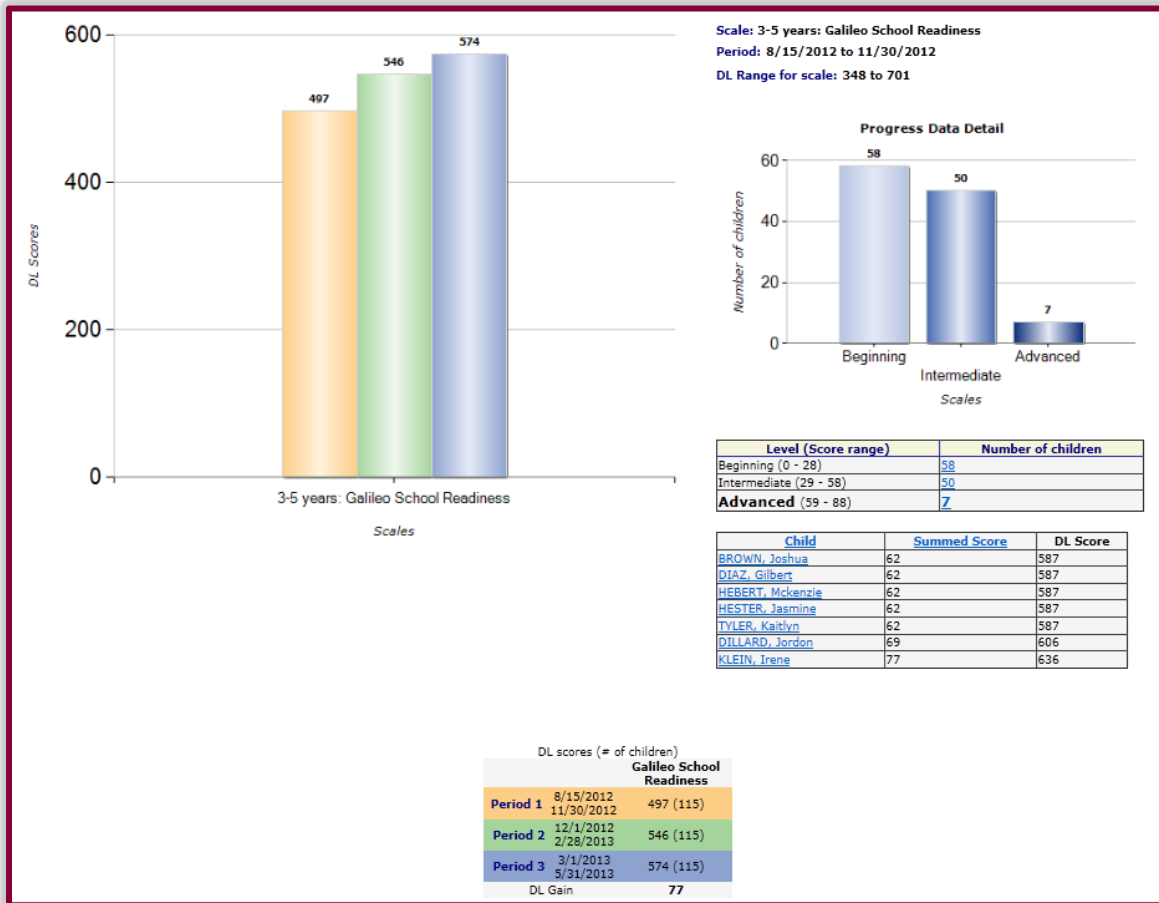 600
400
200
0
DL Scores
497
546
574
3-5 years: Galileo School Readiness
Scales
Scale: 3-5 years: Galileo School Readiness
Period: 8/15/2012 to 11/30/2012
DL Range for scale: 348 to 701
Progress Data Detail
60
40
20
0
Number of children
58
50
7
Beginning
Intermediate
Advanced
Scales
Level (Score range) Number of children
Beginning (0 - 28) 58
Intermediate (29 - 58) 50
Advanced (59 - 88) 7
Child Summed Score DL Score
BROWN, Joshua 62 587
DIAZ, Gilbert 62 587
HEBERT, Mckenzie 62 587
HESTER, Jasmine 62 587
TYLER, Kaitlyn 62 587
DILLARD, Jordon 69 606
KLEIN, Irene 77 636
DL scores (# of children)
Galileo School
Readiness
Period 1 8/15/2012 11/30/2012 497 (115)
Period 2 12/1/2012 2/28/2013 546 (115)
Period 3 3/1/2013 5/31/2013 574 (115)
DL Gain 77